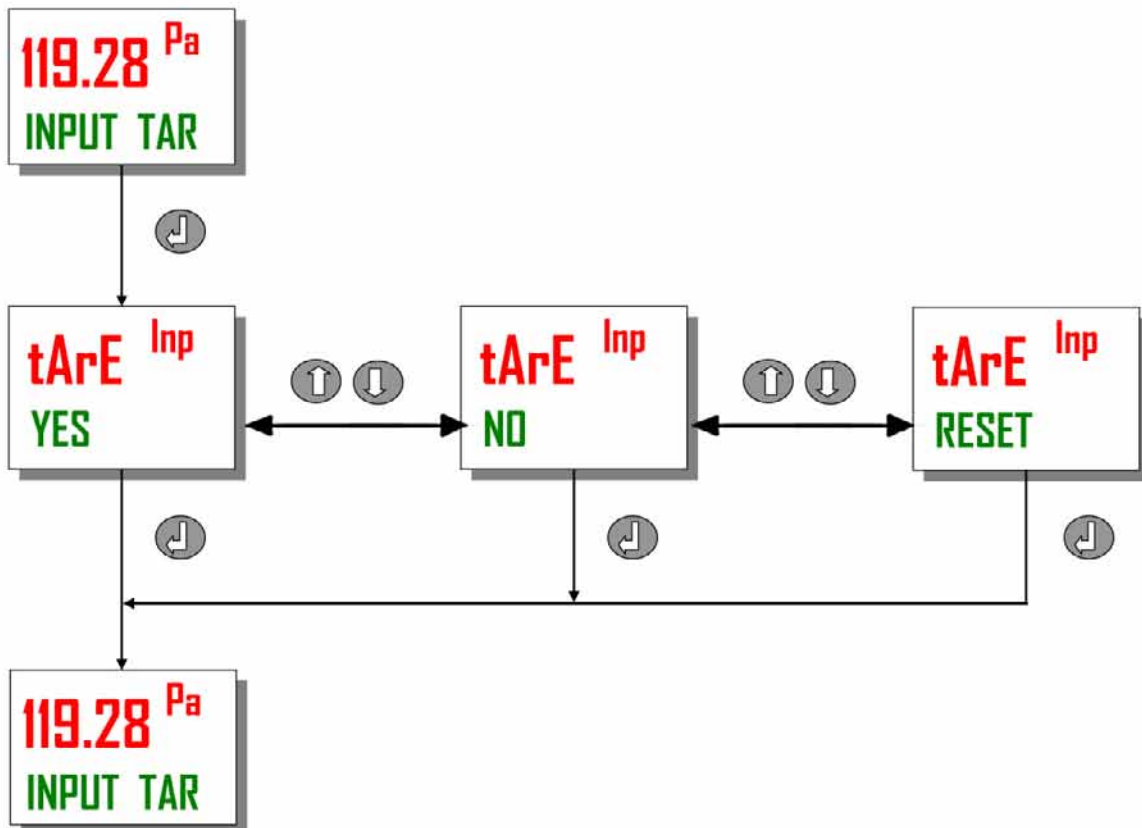 119.28 Pa
INPUT TAR
tArE Inp
YES
tArE Inp
NO
tArE Inp
RESET
119.28 Pa
INPUT TAR